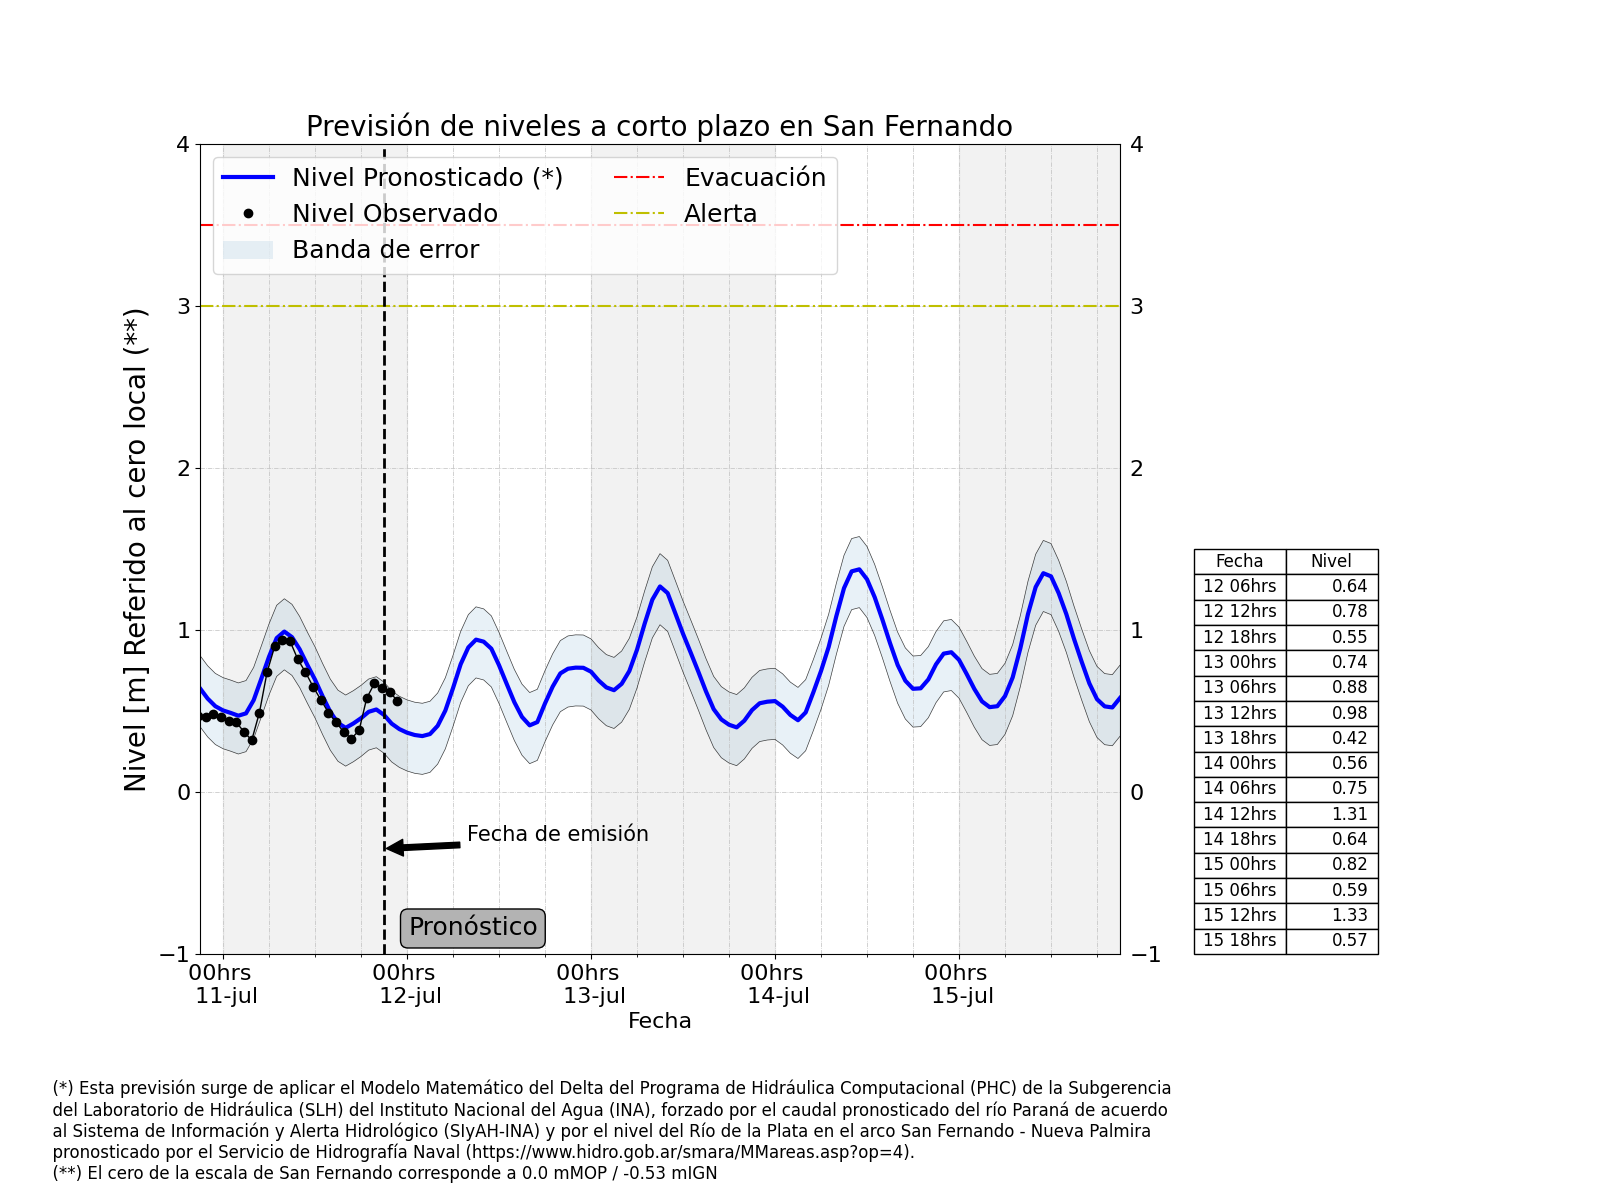 Previsión de niveles a corto plazo en San Fernando
Nivel Pronosticado (*)
Nivel Observado
Banda de error
Evacuación
Alerta
4
3
2
1
0
−1
4
3
2
1
0
−1
Nivel [m] Referido al cero local (**)
Fecha de emisión
Pronóstico
00hrs 00hrs 00hrs 00hrs 00hrs
11-jul 12-jul 13-jul 14-jul 15-jul
Fecha
Fecha Nivel
12 06hrs 0.64
12 12hrs 0.78
12 18hrs 0.55
13 00hrs 0.74
13 06hrs 0.88
13 12hrs 0.98
13 18hrs 0.42
14 00hrs 0.56
14 06hrs 0.75
14 12hrs 1.31
14 18hrs 0.64
15 00hrs 0.82
15 06hrs 0.59
15 12hrs 1.33
15 18hrs 0.57
(*) Esta previsión surge de aplicar el Modelo Matemático del Delta del Programa de Hidráulica Computacional (PHC) de la Subgerencia
del Laboratorio de Hidráulica (SLH) del Instituto Nacional del Agua (INA), forzado por el caudal pronosticado del río Paraná de acuerdo
al Sistema de Información y Alerta Hidrológico (SIyAH-INA) y por el nivel del Río de la Plata en el arco San Fernando - Nueva Palmira
pronosticado por el Servicio de Hidrografía Naval (https://www.hidro.gob.ar/smara/MMareas.asp?op=4).
(**) El cero de la escala de San Fernando corresponde a 0.0 mMOP / -0.53 mIGN